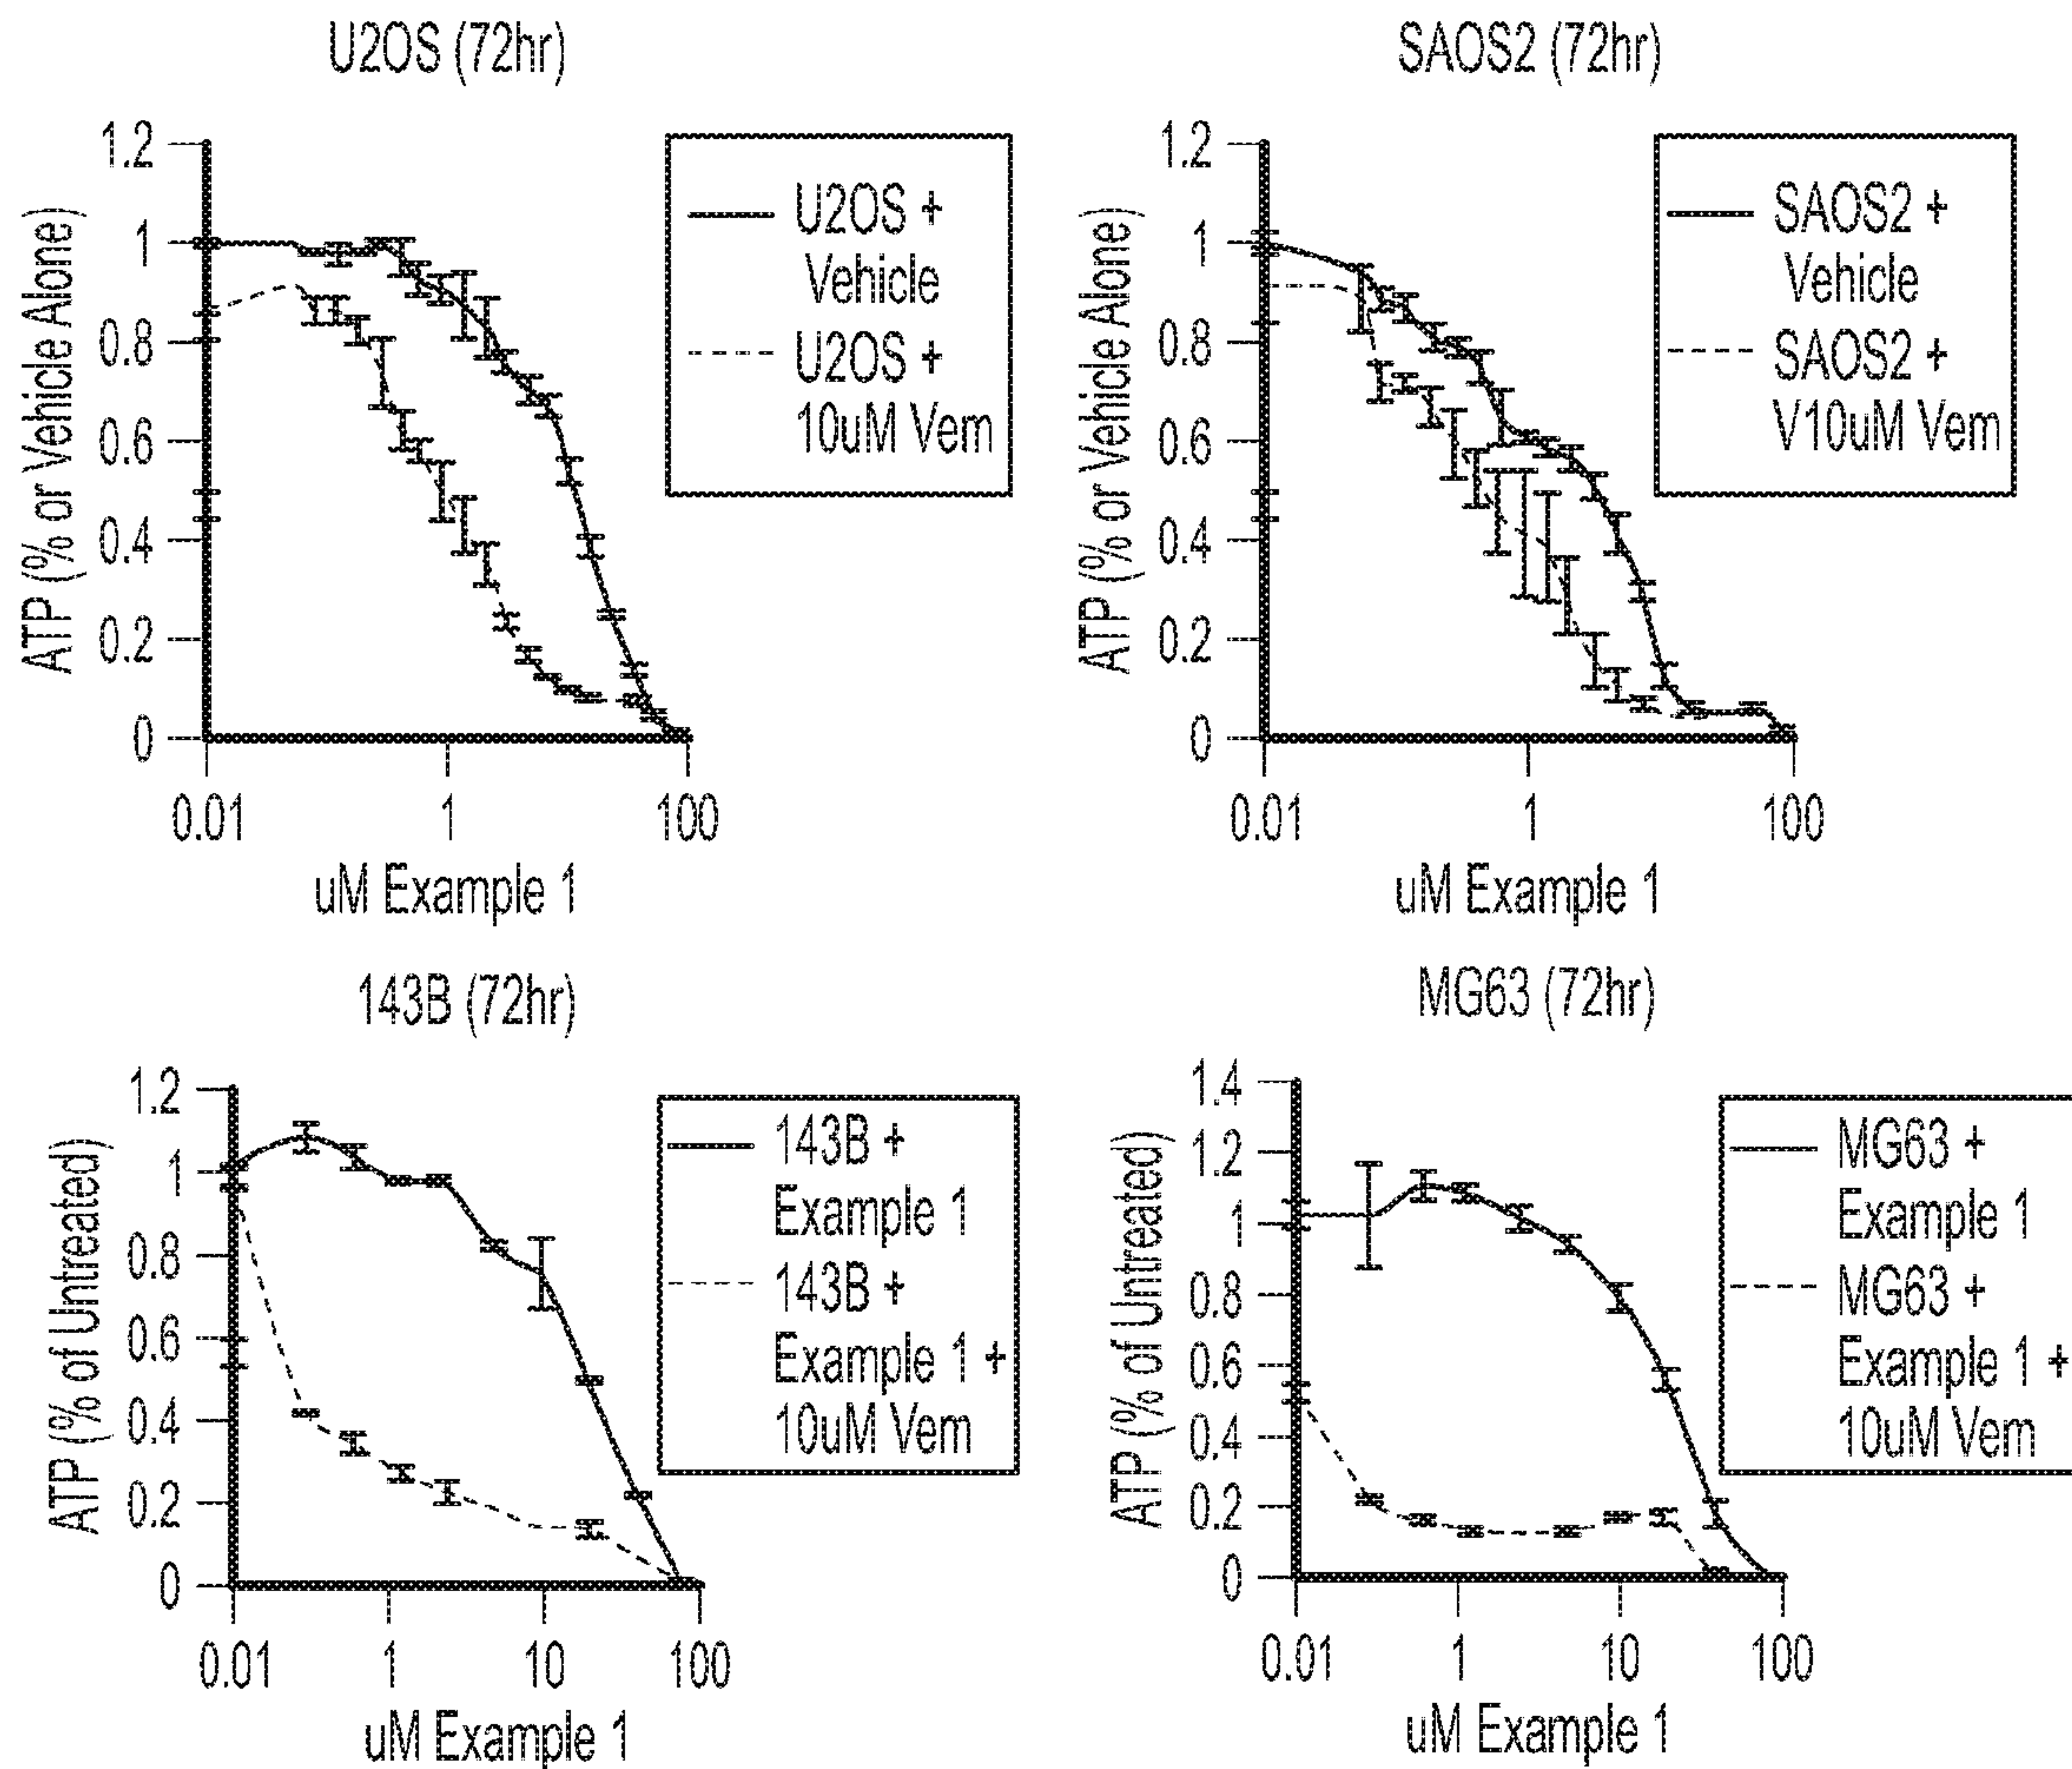 U2OS (72hr)
ATP (% or Vehicle Alone)
1.2
1
0.8
0.6
0.4
0.2
0
0.01 1 100
uM Example 1
U2OS +
Vehicle
U2OS +
10uM Vem
SAOS2 (72hr)
ATP (% or Vehicle Alone)
1.2
1
0.8
0.6
0.4
0.2
0
0.01 1 100
uM Example 1
SAOS2 +
Vehicle
SAOS2 +
V10uM Vem
143B (72hr)
ATP (% of Untreated)
1.2
1
0.8
0.6
0.4
0.2
0
0.01 1 10 100
uM Example 1
143B +
Example 1
143B +
Example 1 +
10uM Vem
MG63 (72hr)
ATP (% of Untreated)
1.4
1.2
1
0.8
0.6
0.4
0.2
0
0.01 1 10 100
uM Example 1
MG63 +
Example 1
MG63 +
Example 1 +
10uM Vem